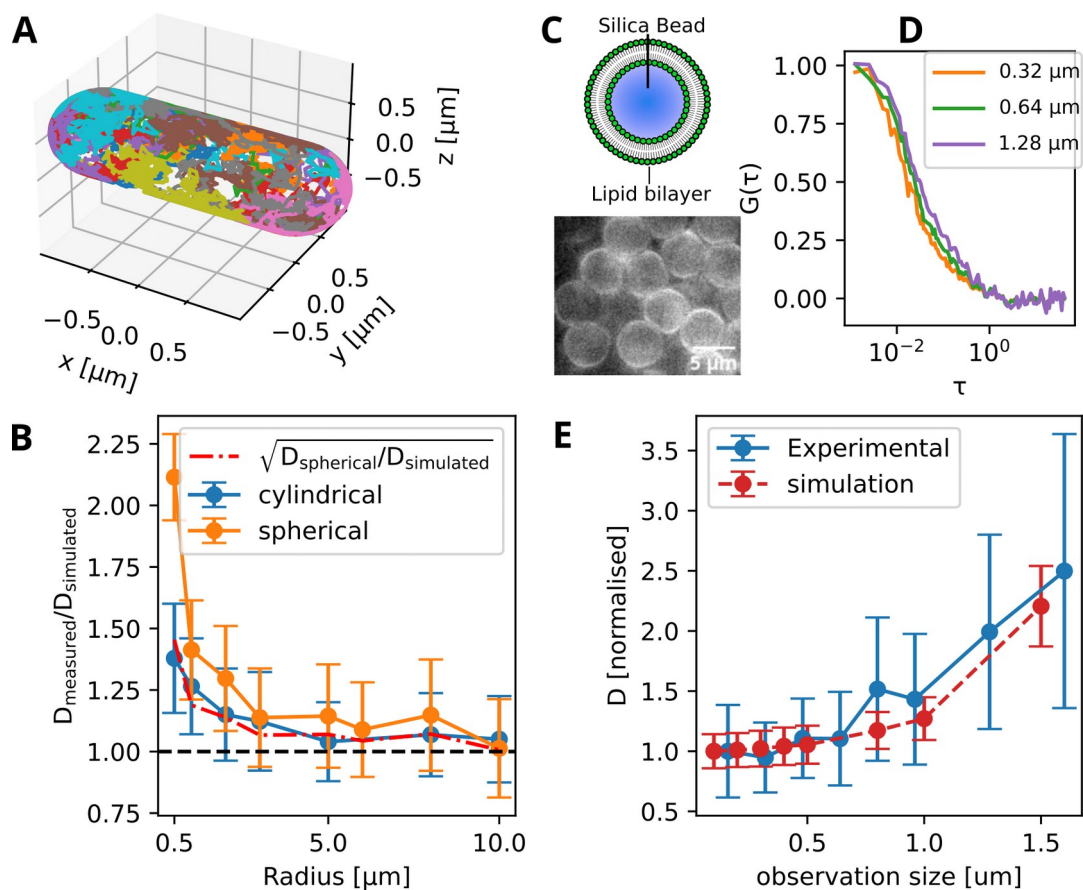 A
0.5
0.0
−0.5
z [µm]
−0.5
0.0
0.5
x [µm]
0.5
0.0
−0.5
y [µm]
C
Silica Bead
Lipid bilayer
5 µm
D
1.00
0.75
0.50
0.25
0.00
G(τ)
0.32 µm
0.64 µm
1.28 µm
10⁻²
10⁰
τ
B
2.25
2.00
1.75
1.50
1.25
1.00
0.75
D_measured/D_simulated
√D_spherical/D_simulated
cylindrical
spherical
0.5
5.0
10.0
Radius [µm]
E
3.5
3.0
2.5
2.0
1.5
1.0
0.5
D [normalised]
Experimental
simulation
0.5
1.0
1.5
observation size [um]